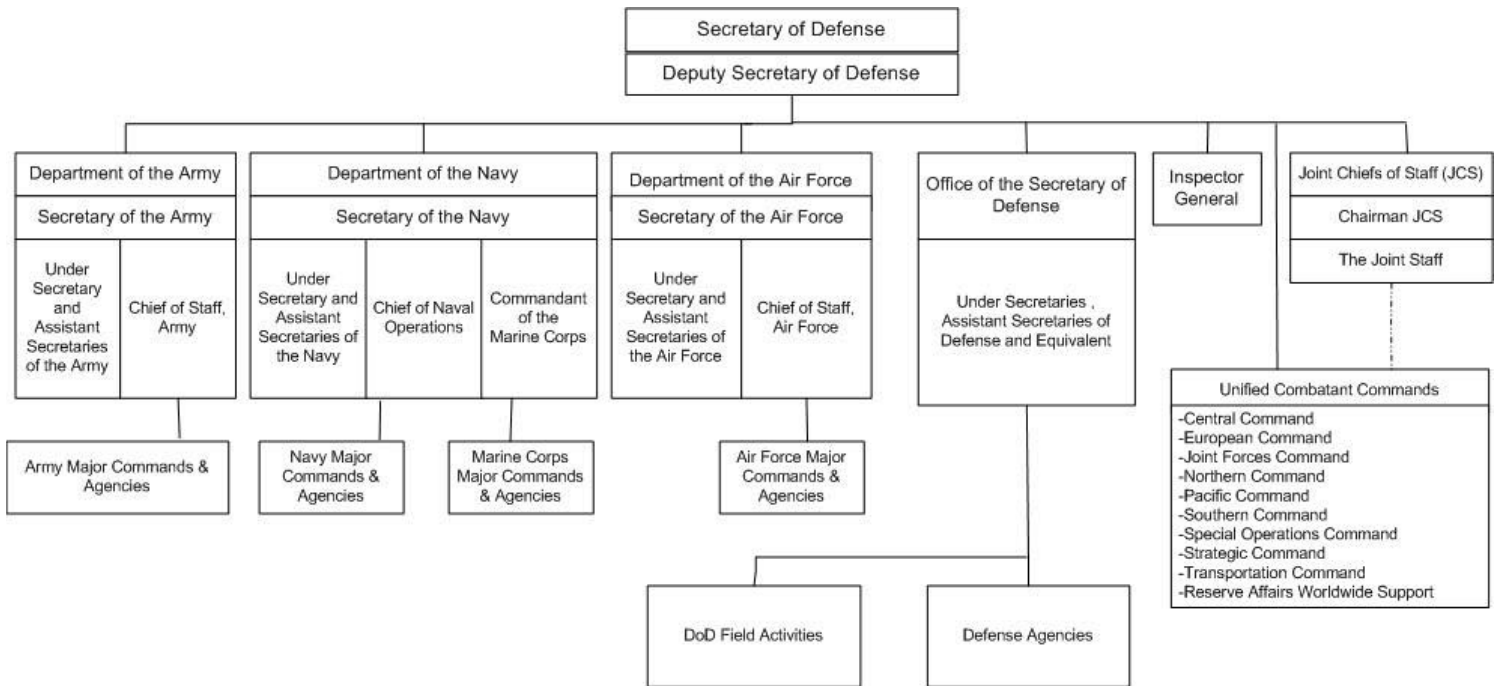 Secretary of Defense
Deputy Secretary of Defense
Department of the Army
Secretary of the Army
Under
Secretary
and
Assistant
Secretaries
of the Army
Chief of Staff,
Army
Army Major Commands &
Agencies
Department of the Navy
Secretary of the Navy
Under
Secretary and
Assistant
Secretaries of
the Navy
Chief of Naval
Operations
Commandant
of the
Marine Corps
Navy Major
Commands &
Agencies
Marine Corps
Major Commands
& Agencies
Department of the Air Force
Secretary of the Air Force
Under
Secretary and
Assistant
Secretaries of
the Air Force
Chief of Staff,
Air Force
Air Force Major
Commands &
Agencies
Office of the Secretary of
Defense
Under Secretaries ,
Assistant Secretaries of
Defense and Equivalent
DoD Field Activities
Defense Agencies
Inspector
General
Joint Chiefs of Staff (JCS)
Chairman JCS
The Joint Staff
Unified Combatant Commands
-Central Command
-European Command
-Joint Forces Command
-Northern Command
-Pacific Command
-Southern Command
-Special Operations Command
-Strategic Command
-Transportation Command
-Reserve Affairs Worldwide Support